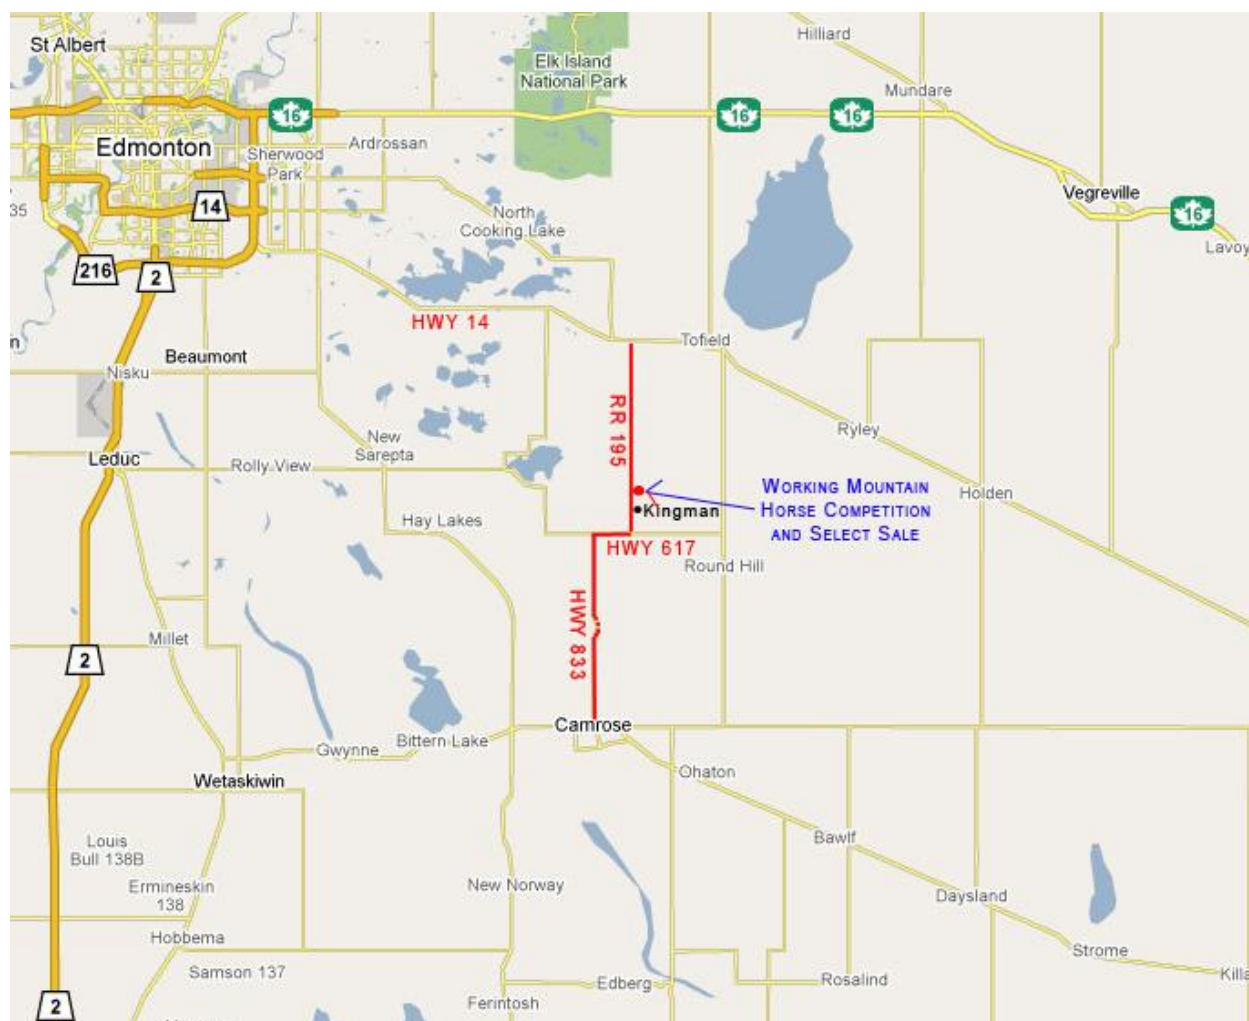 Hilliard
St Albert
Elk Island
National Park
Mundare
16
16
16
Edmonton
Ardrossan
Sherwood
Park
Vegreville
35
14
North
Cooking Lake
16
Lavoy
216
2
HWY 14
Tofield
Beaumont
Nisku
RR 195
Ryley
New
Sarepta
Leduc
Rolly View
WORKING MOUNTAIN
HORSE COMPETITION
AND SELECT SALE
Holden
Kingman
Hay Lakes
HWY 617
Round Hill
HWY 833
Millet
2
Camrose
Bittern Lake
Gwynne
Ohaton
Wetaskiwin
Louis
Bull 138B
Bawlf
Ermineskin
138
New Norway
Daysland
Hobbema
Strome
Samson 137
Edberg
Rosalind
Killa
2
Ferintosh